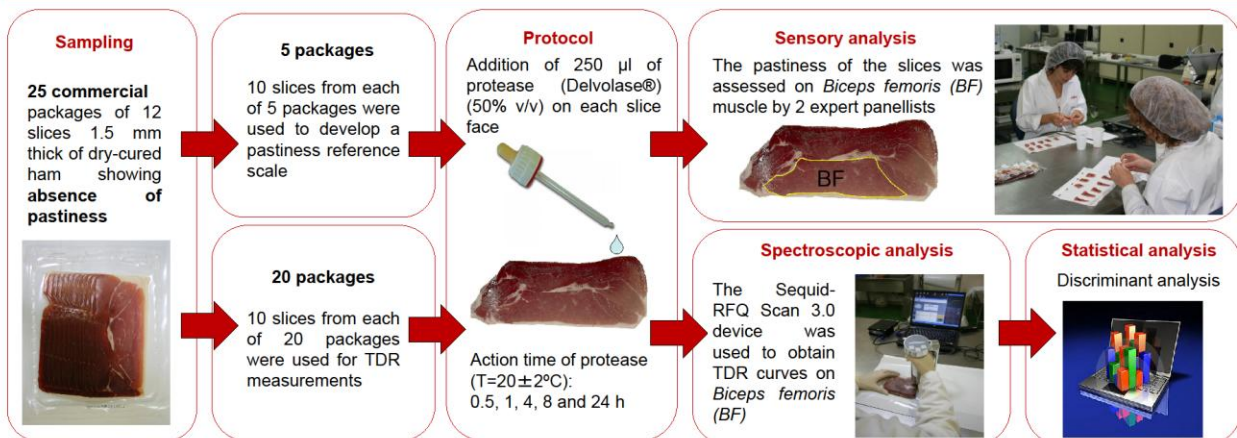 Sampling
25 commercial
packages of 12
slices 1.5 mm
thick of dry-cured
ham showing
absence of
pastiness
5 packages
10 slices from each
of 5 packages were
used to develop a
pastiness reference
scale
20 packages
10 slices from each
of 20 packages
were used for TDR
measurements
Protocol
Addition of 250 µl of
protease (Delvolase®)
(50% v/v) on each slice
face
Action time of protease
(T=20±2ºC):
0.5, 1, 4, 8 and 24 h
Sensory analysis
The pastiness of the slices was
assessed on Biceps femoris (BF)
muscle by 2 expert panellists
BF
Spectroscopic analysis
The Sequid-
RFQ Scan 3.0
device was
used to obtain
TDR curves on
Biceps femoris
(BF)
Statistical analysis
Discriminant analysis